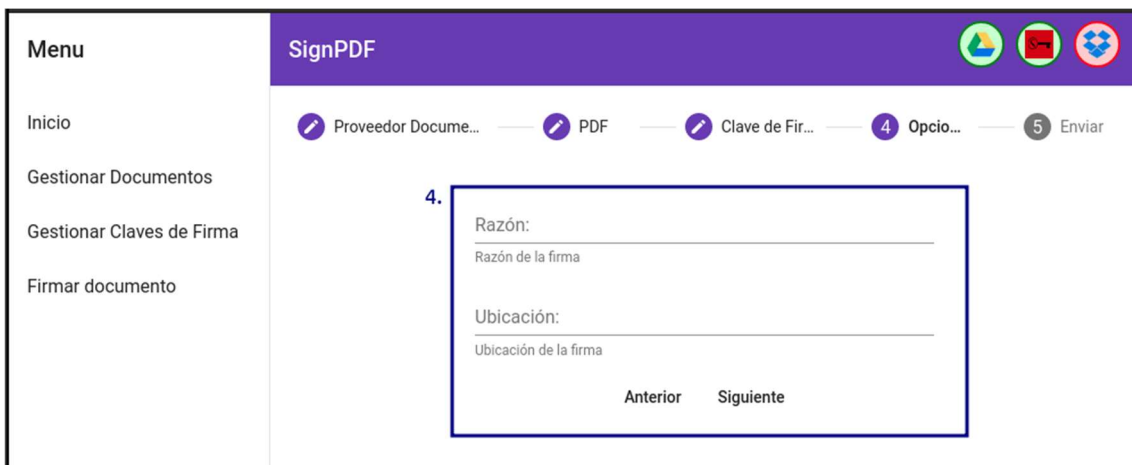 Menu
SignPDF
Inicio
Gestionar Documentos
Gestionar Claves de Firma
Firmar documento
Proveedor Docume...
PDF
Clave de Fir...
4 Opcio...
5 Enviar
4.
Razón:
Razón de la firma
Ubicación:
Ubicación de la firma
Anterior Siguiente